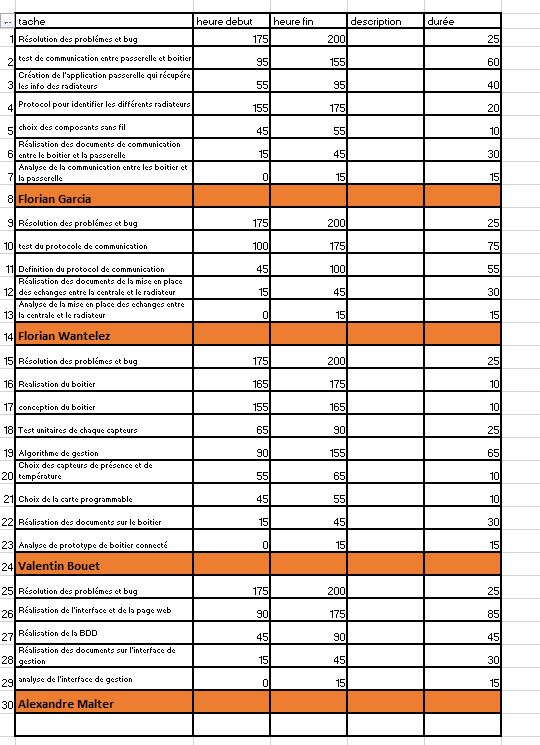 tache heure debut heure fin description durée
1 Résolution des problémes et bug 175 200 25
2 test de communication entre passerelle et boitier 95 155 60
Création de l'application passerelle qui récupére
3 les info des radiateurs 55 95 40
4 Protocol pour identifier les différents radiateurs 155 175 20
5 choix des composants sans fil 45 55 10
Réalisation des documents de communication
6 entre le boitier et la passerelle 15 45 30
Analyse de la communication entre les boitier et
7 la passerelle 0 15 15
8 Florian Garcia
9 Résolution des problémes et bug 175 200 25
10 test du protocole de communication 100 175 75
11 Definition du protocol de communication 45 100 55
Réalisation des documents de la mise en place
12 des echanges entre la centrale et le radiateur 15 45 30
Analyse de la mise en place des echanges entre
13 la centrale et le radiateur 0 15 15
14 Florian Wantelez
15 Résolution des problémes et bug 175 200 25
16 Realisation du boitier 165 175 10
17 conception du boitier 155 165 10
18 Test unitaires de chaque capteurs 65 90 25
19 Algorithme de gestion 90 155 65
Choix des capteurs de présence et de
20 température 55 65 10
21 Choix de la carte programmable 45 55 10
22 Réalisation des documents sur le boitier 15 45 30
23 Analyse de prototype de boitier connecté 0 15 15
24 Valentin Bouet
25 Résolution des problémes et bug 175 200 25
26 Réalisation de l'interface et de la page web 90 175 85
27 Réalisation de la BDD 45 90 45
Réalisation des documents sur l'interface de
28 gestion 15 45 30
29 analyse de l'interface de gestion 0 15 15
30 Alexandre Malter